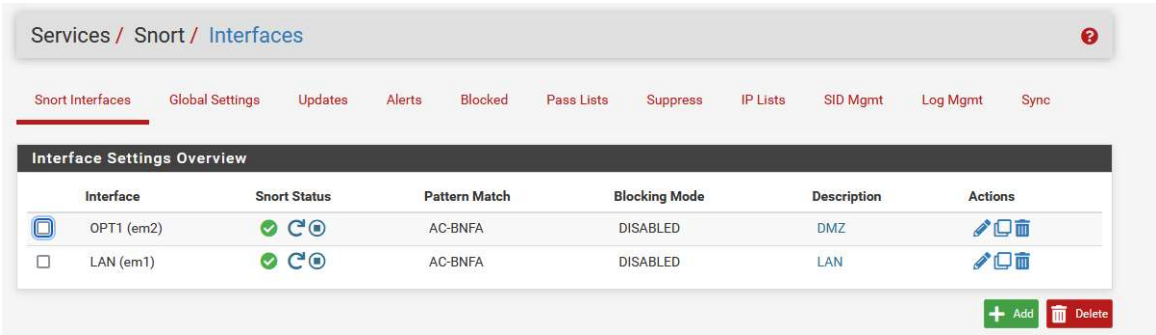 Services / Snort / Interfaces
Snort Interfaces Global Settings Updates Alerts Blocked Pass Lists Suppress IP Lists SID Mgmt Log Mgmt Sync
Interface Settings Overview
Interface Snort Status Pattern Match Blocking Mode Description Actions
OPT1 (em2) AC-BNFA DISABLED DMZ
LAN (em1) AC-BNFA DISABLED LAN
Add Delete